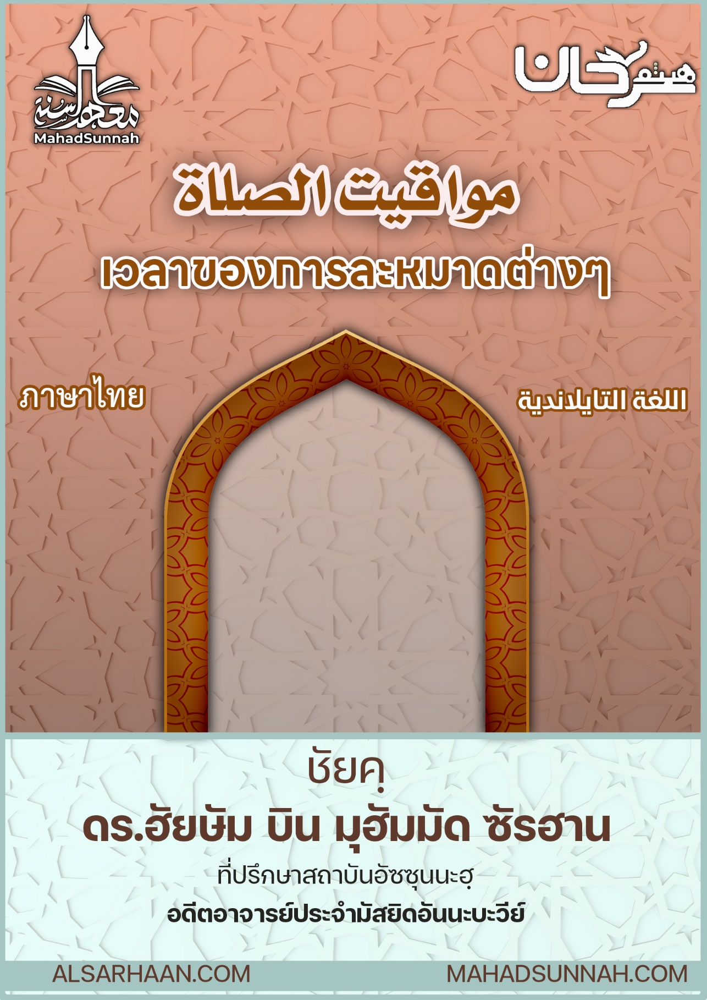 معهد السنة
MahadSunnah
هيثم سرحان
مواقيت الصلاة
เวลาของการละหมาดต่างๆ
ภาษาไทย
اللغة التايلاندية
ชัยคฺ
ดร.ฮัยษัม บิน มุฮัมมัด ซัรฮาน
ที่ปรึกษาสถาบันอัซซุนนะฮฺ
อดีตอาจารย์ประจำมัสยิดอันนะบะวีย์
ALSARHAAN.COM
MAHADSUNNAH.COM